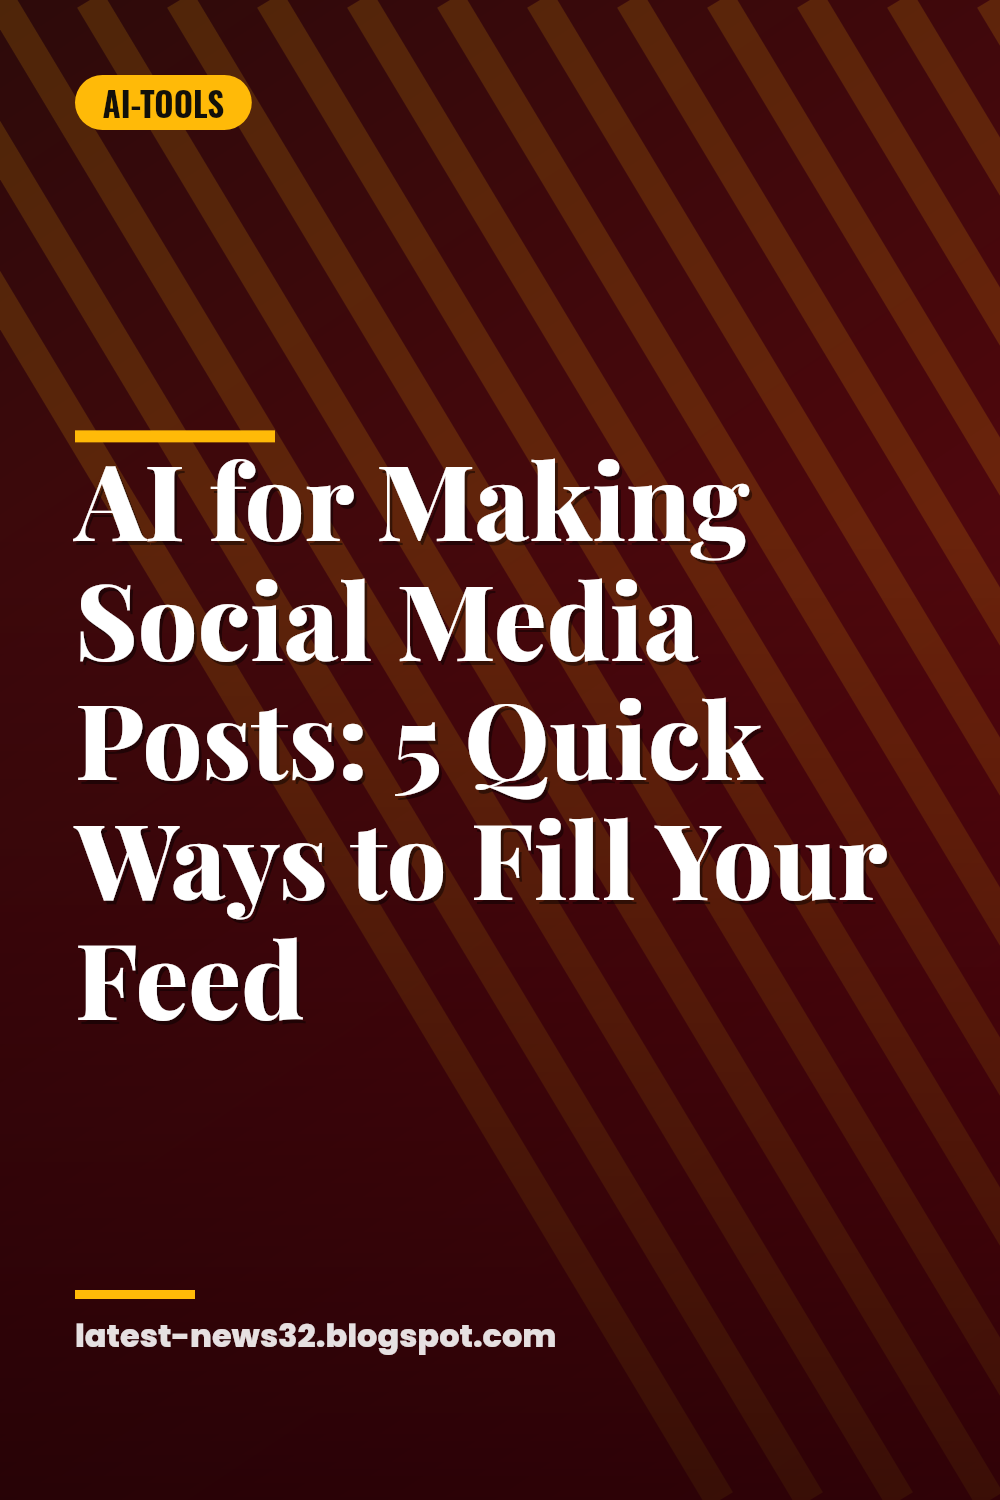 AI-TOOLS
AI for Making
Social Media
Posts: 5 Quick
Ways to Fill Your
Feed
latest-news32.blogspot.com